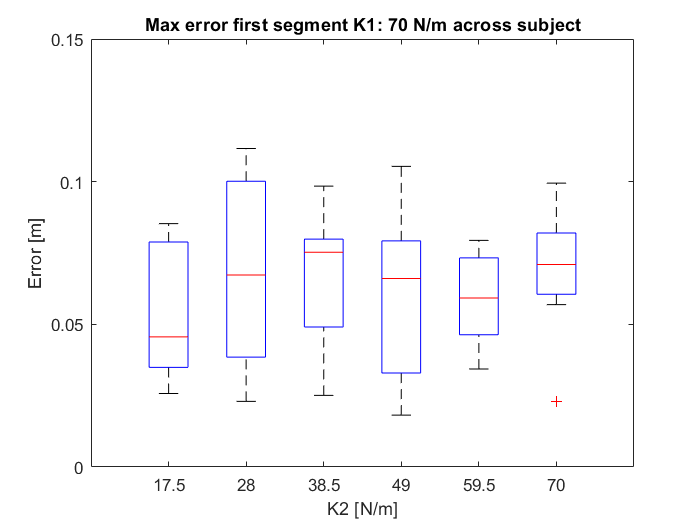 Max error first segment K1: 70 N/m across subject
0.15
0.1
0.05
0
Error [m]
17.5 28 38.5 49 59.5 70
K2 [N/m]